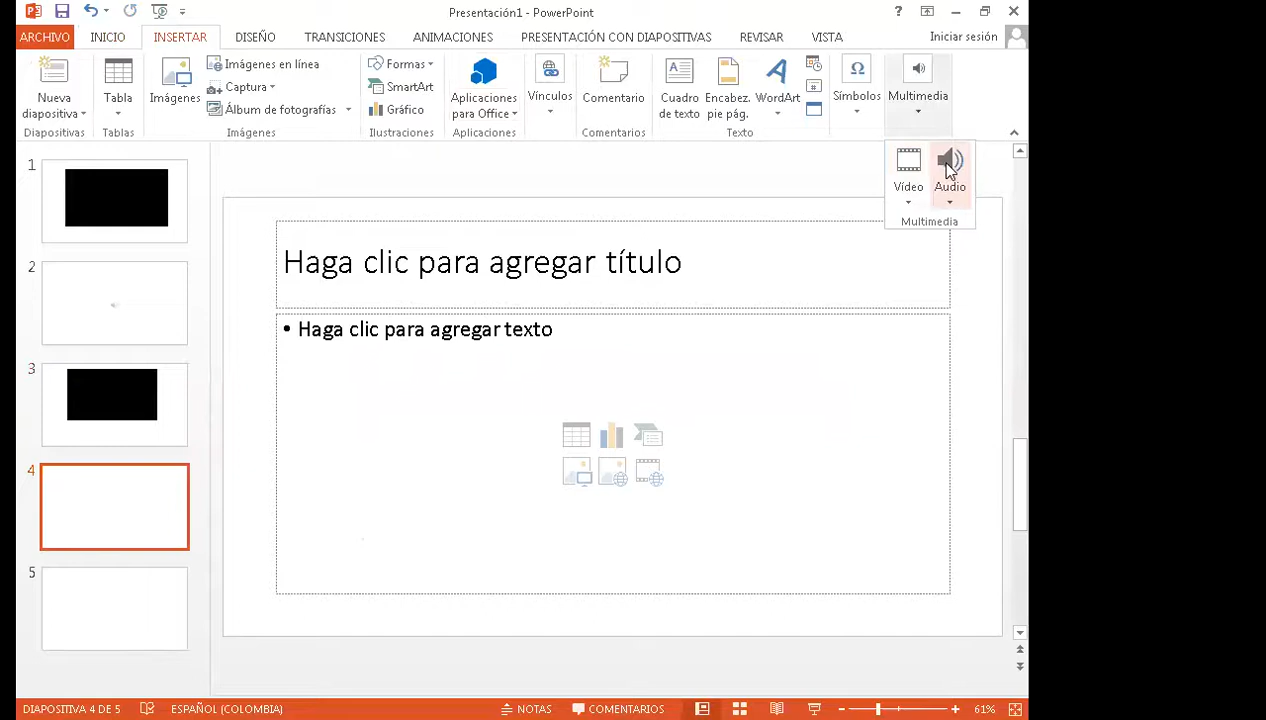 Presentación1 - PowerPoint
?
ARCHIVO INICIO INSERTAR DISEÑO TRANSICIONES ANIMACIONES PRESENTACIÓN CON DIAPOSITIVAS REVISAR VISTA Iniciar sesión
Nueva diapositiva
Diapositivas
Tabla
Tablas
Imágenes
Imágenes en línea
Captura
Álbum de fotografías
Imágenes
Formas
SmartArt
Gráfico
Ilustraciones
Aplicaciones
para Office
Aplicaciones
Vínculos
Comentario
Comentarios
Cuadro
de texto
Encabez.
pie pág.
WordArt
Texto
Símbolos
Multimedia
Vídeo Audio
Multimedia
1
2
3
4
5
Haga clic para agregar título
• Haga clic para agregar texto
DIAPOSITIVA 4 DE 5 ESPAÑOL (COLOMBIA) NOTAS COMENTARIOS 61%